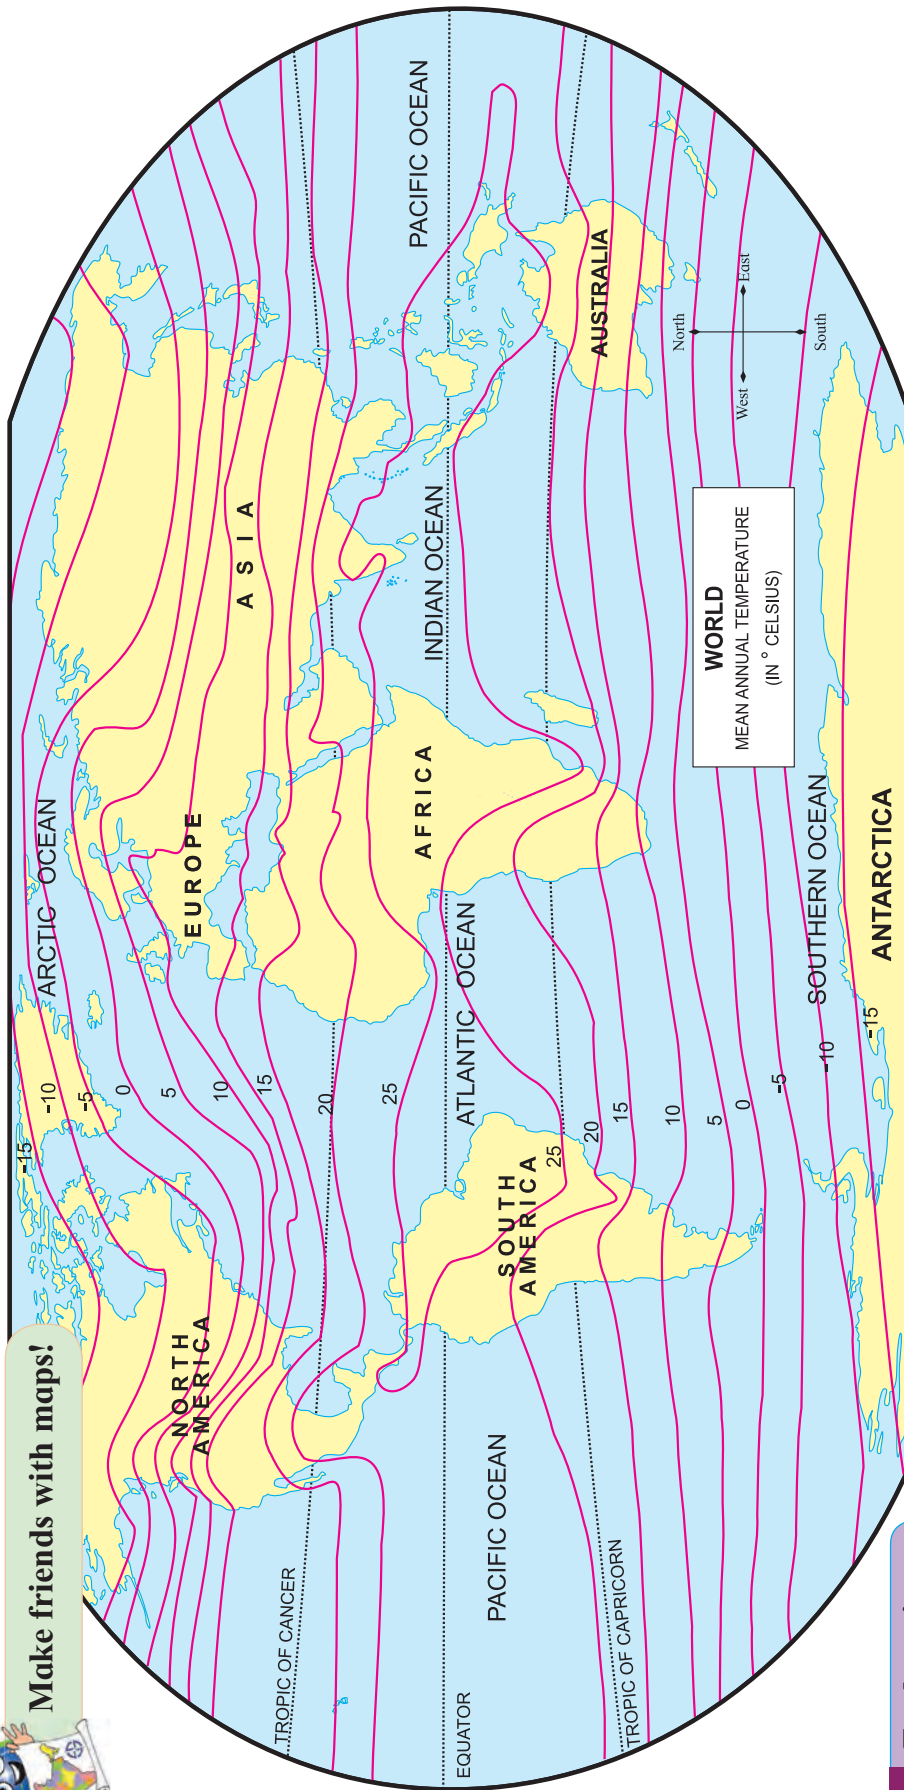 Make friends with maps!
ARCTIC OCEAN
-15
-10
-5
0
5
10
15
20
25
NORTH
AMERICA
EUROPE
A S I A
AFRICA
PACIFIC OCEAN
TROPIC OF CANCER
ATLANTIC OCEAN
INDIAN OCEAN
EQUATOR
PACIFIC OCEAN
SOUTH
AMERICA
25
20
15
10
5
0
-5
-10
-15
AUSTRALIA
TROPIC OF CAPRICORN
North
West
East
South
WORLD
MEAN ANNUAL TEMPERATURE
(IN ° CELSIUS)
SOUTHERN OCEAN
ANTARCTICA